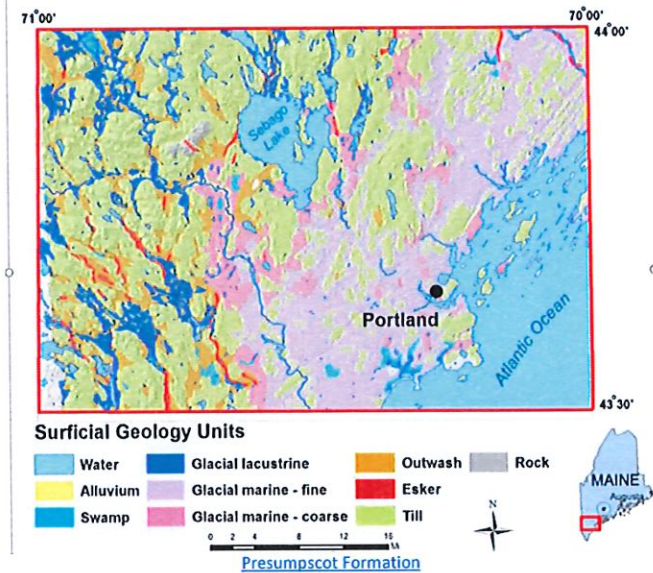 71°00'
70°00'
44°00'
Sebago
Lake
Portland
Atlantic Ocean
43°30'
Surficial Geology Units
Water
Glacial lacustrine
Outwash
Rock
Alluvium
Glacial marine - fine
Esker
Swamp
Glacial marine - coarse
Till
MAINE
Augusta
N
0 2 4 8 12 16
Presumpscot Formation